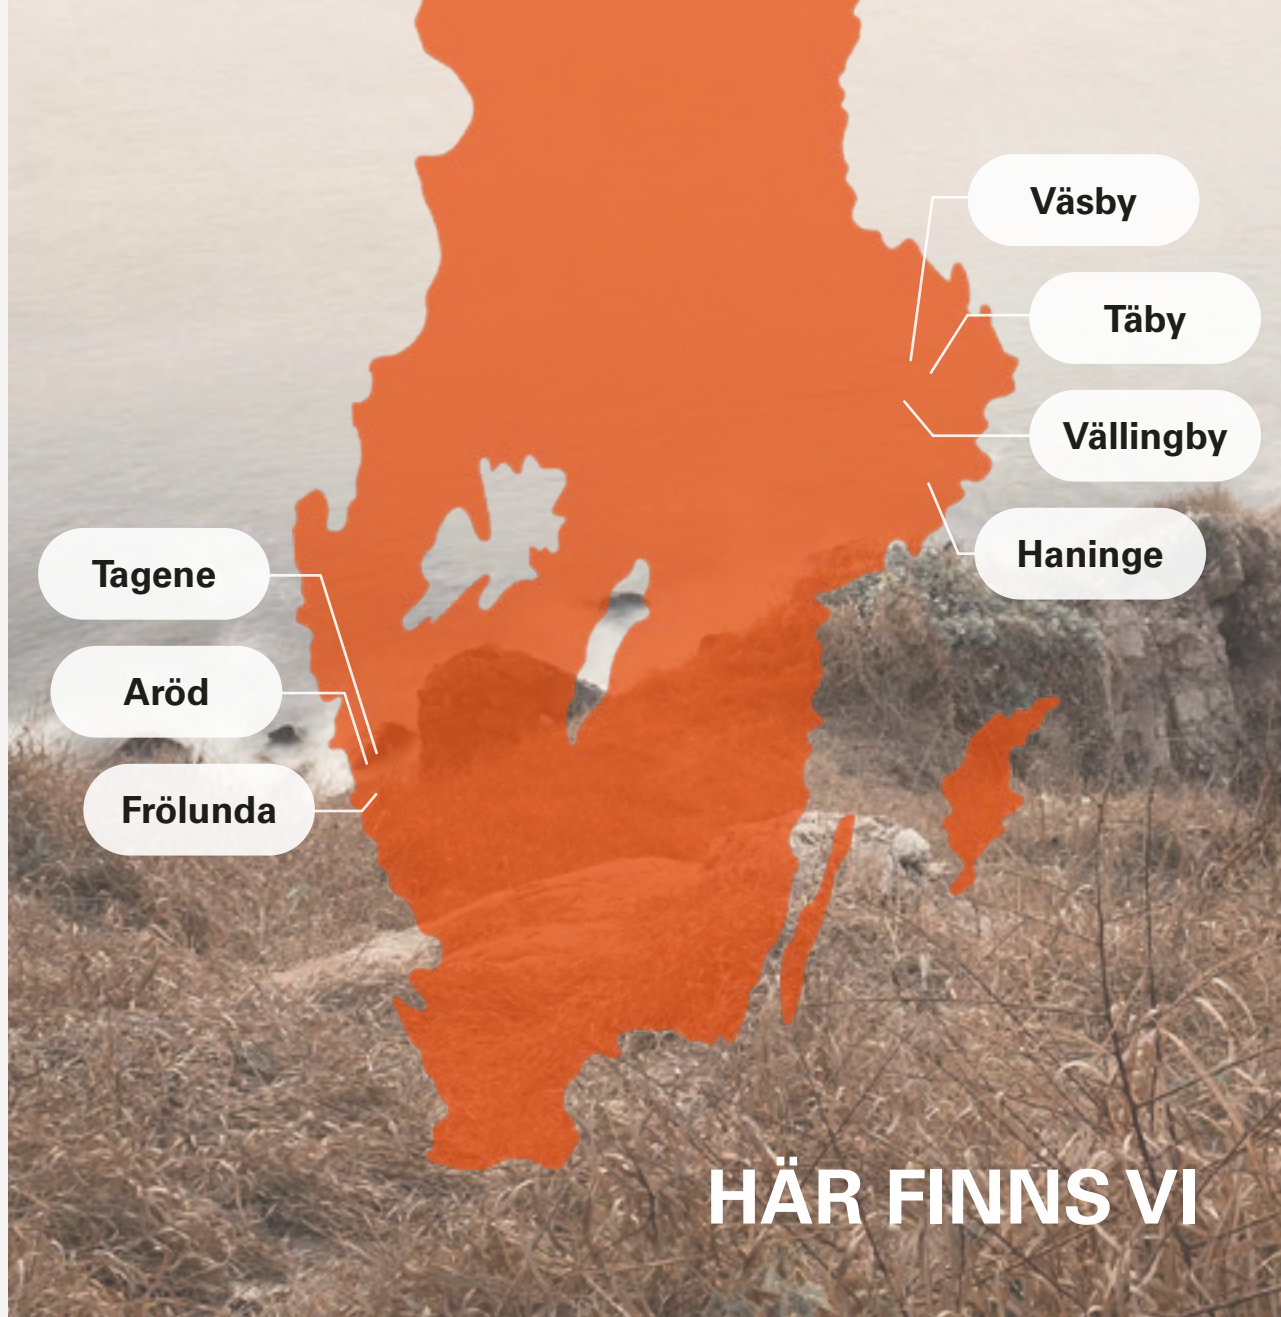 Väsby
Täby
Vällingby
Haninge
Tagene
Aröd
Frölunda
HÄR FINNS VI